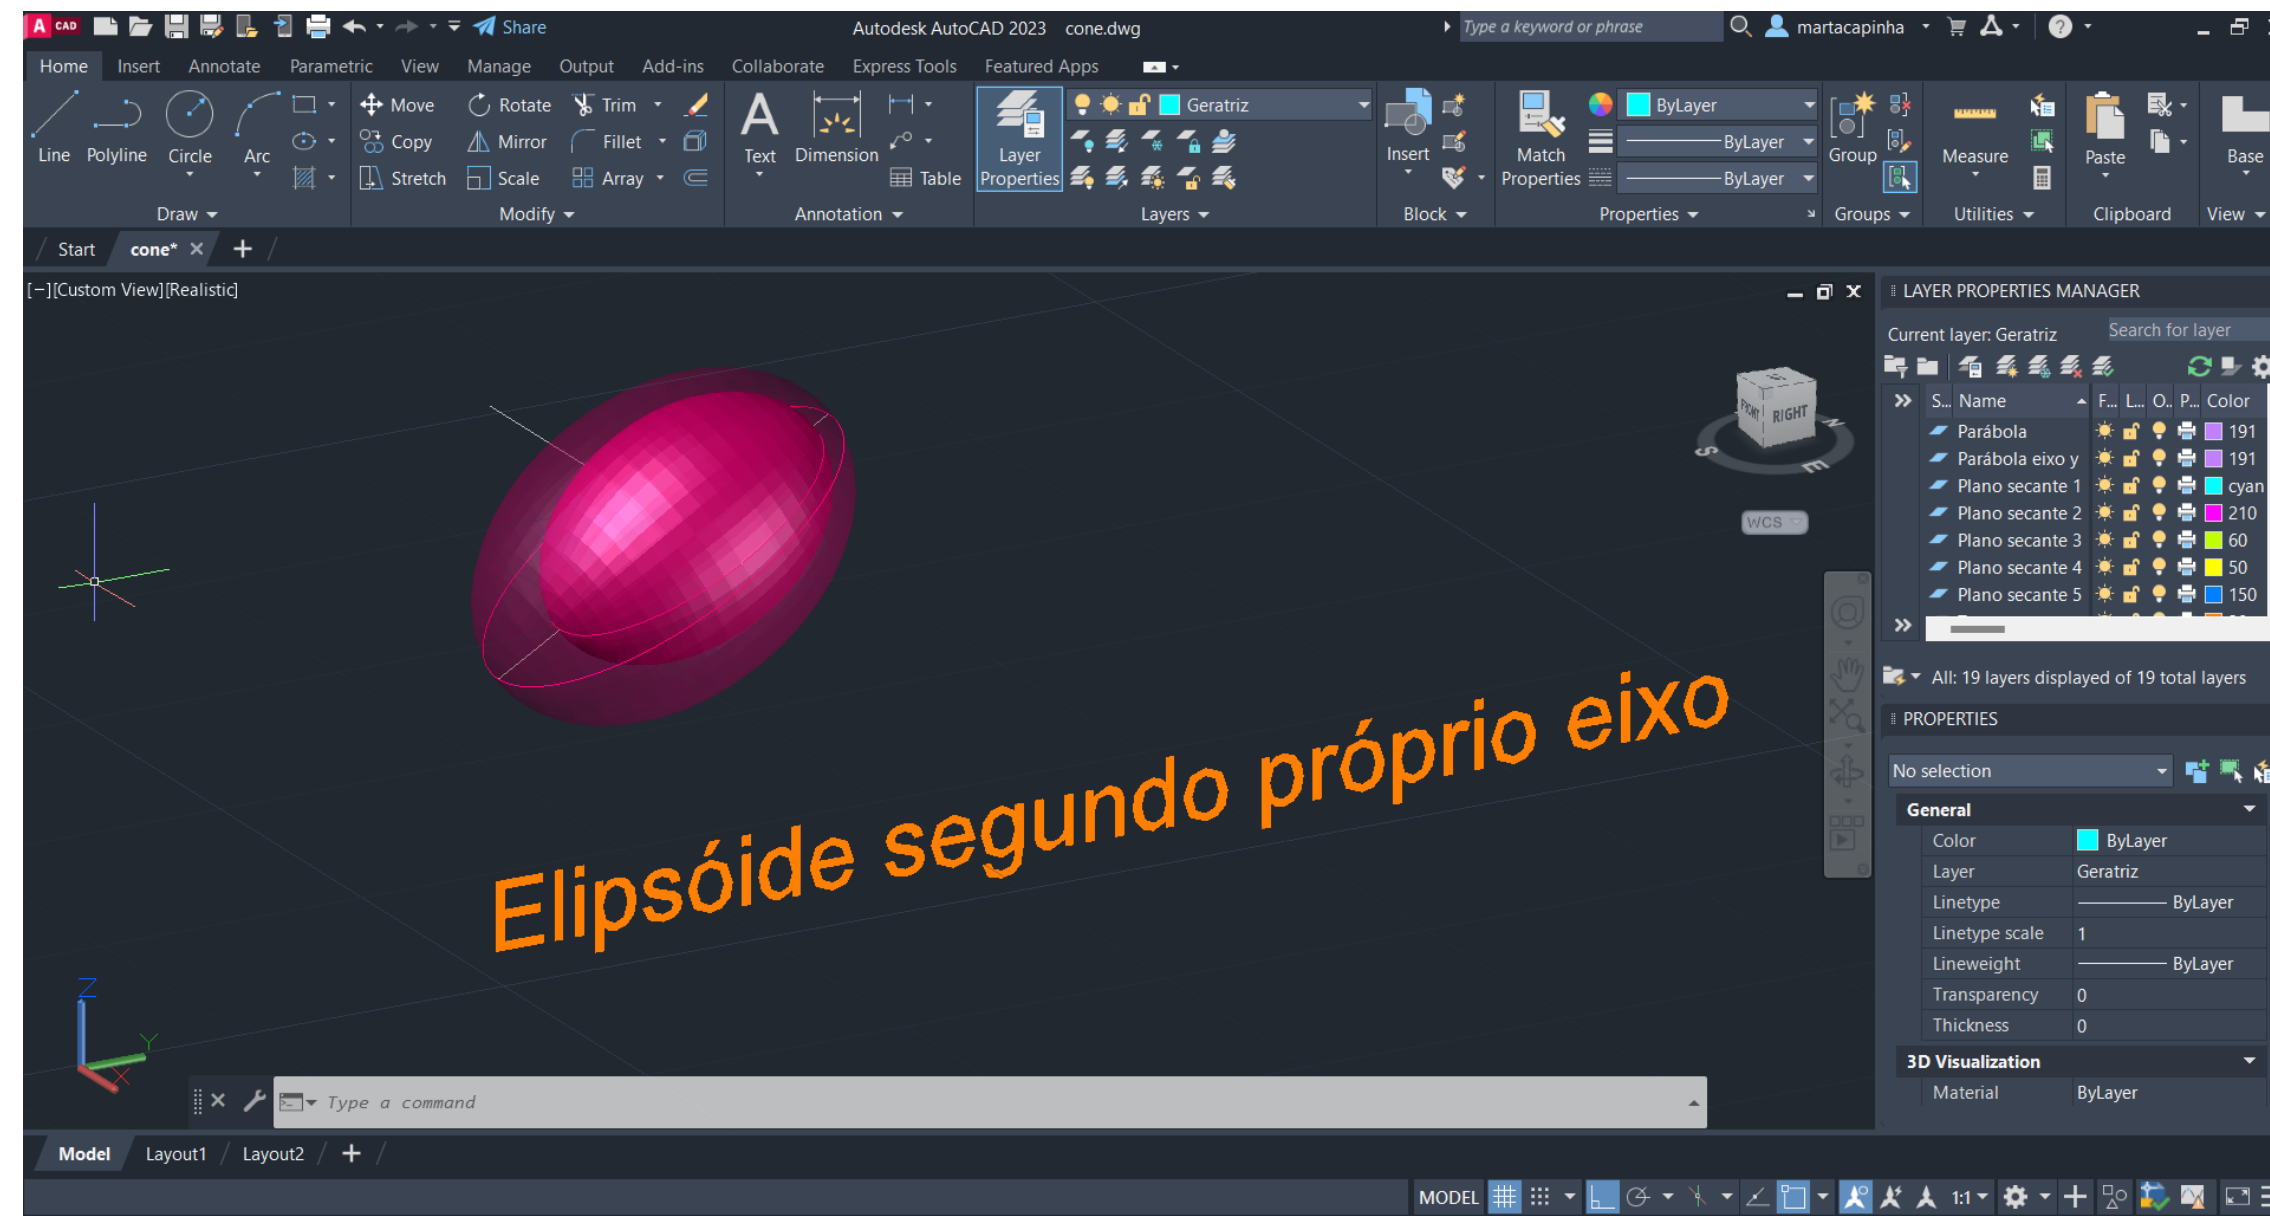 A CAD Share Autodesk AutoCAD 2023 cone.dwg Type a keyword or phrase martacapinha
Home Insert Annotate Parametric View Manage Output Add-ins Collaborate Express Tools Featured Apps
Move Rotate Trim Geratriz ByLayer
Copy Mirror Fillet ByLayer
Line Polyline Circle Arc Text Dimension Layer Properties Insert Match Properties Group Measure Paste Base
Stretch Scale Array Table ByLayer
Draw Modify Annotation Layers Block Properties Groups Utilities Clipboard View
Start cone*
[−][Custom View][Realistic]
FRONT RIGHT
S E N
WCS
LAYER PROPERTIES MANAGER
Current layer: Geratriz Search for layer
S.. Name F... L... O.. P... Color
Parábola 191
Parábola eixo y 191
Plano secante 1 cyan
Plano secante 2 210
Plano secante 3 60
Plano secante 4 50
Plano secante 5 150
All: 19 layers displayed of 19 total layers
Elipsóide segundo próprio eixo
PROPERTIES
No selection
General
Color ByLayer
Layer Geratriz
Linetype ByLayer
Linetype scale 1
Lineweight ByLayer
Transparency 0
Thickness 0
3D Visualization
Material ByLayer
Z
Y
X
Type a command
Model Layout1 Layout2
MODEL 1:1